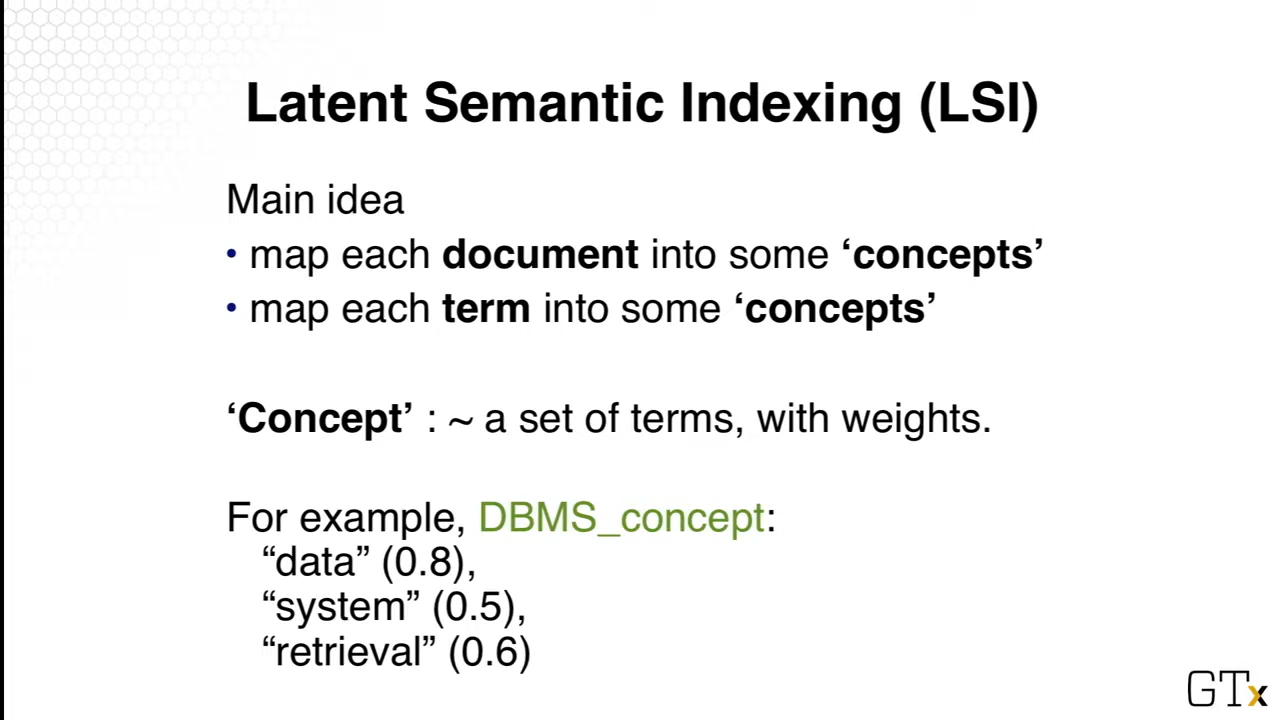 Latent Semantic Indexing (LSI)
Main idea
• map each document into some ‘concepts’
• map each term into some ‘concepts’
‘Concept’ : ~ a set of terms, with weights.
For example, DBMS_concept:
“data” (0.8),
“system” (0.5),
“retrieval” (0.6)
GTx